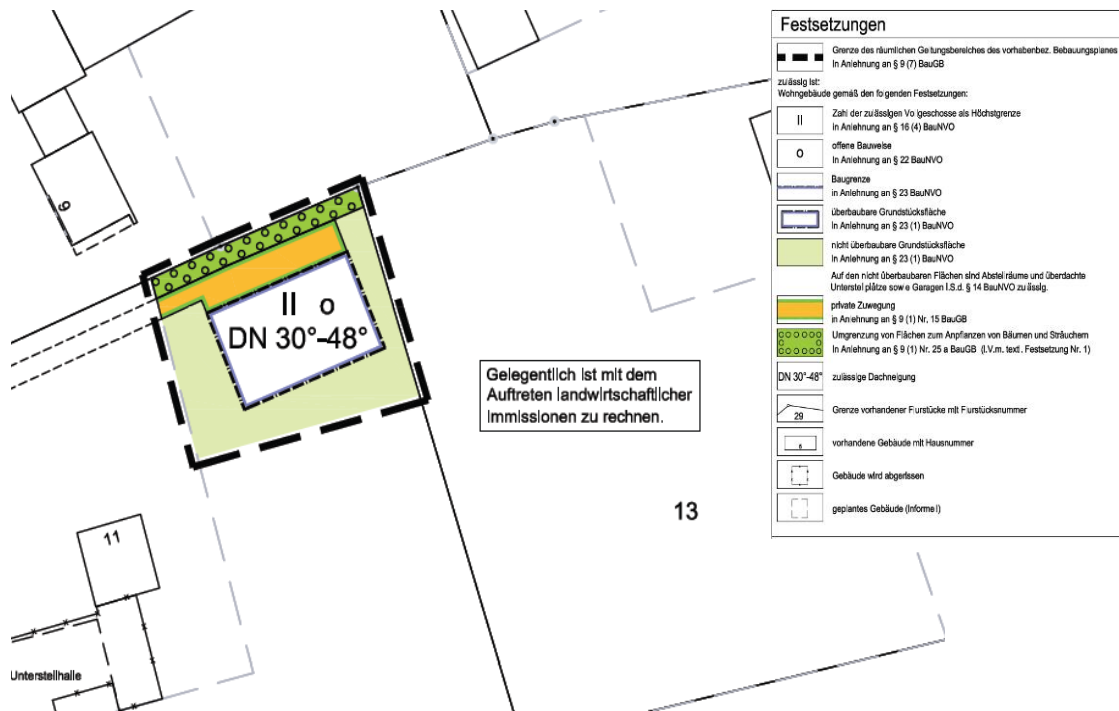 6
II o
DN 30°-48°
Gelegentlich ist mit dem
Auftreten landwirtschaftlicher
Immissionen zu rechnen.
13
11
Unterstellhalle
Festsetzungen
Grenze des räumlichen Geltungsbereiches des vorhabenbez. Bebauungsplanes
In Anlehnung an § 9 (7) BauGB
zulässig ist:
Wohngebäude gemäß den folgenden Festsetzungen:
II
Zahl der zulässigen Vollgeschosse als Höchstgrenze
in Anlehnung an § 16 (4) BauNVO
o
offene Bauweise
in Anlehnung an § 22 BauNVO
Baugrenze
in Anlehnung an § 23 BauNVO
überbaubare Grundstücksfläche
in Anlehnung an § 23 (1) BauNVO
nicht überbaubare Grundstücksfläche
in Anlehnung an § 23 (1) BauNVO
Auf den nicht überbaubaren Flächen sind Abstellräume und überdachte
Unterstellplätze sowie Garagen i.S.d. § 14 BauNVO zulässig.
private Zuwegung
in Anlehnung an § 9 (1) Nr. 15 BauGB
Umgrenzung von Flächen zum Anpflanzen von Bäumen und Sträuchern
In Anlehnung an § 9 (1) Nr. 25 a BauGB (i.V.m. textl. Festsetzung Nr. 1)
DN 30°-48°
zulässige Dachneigung
29
Grenze vorhandener Flurstücke mit Flurstücksnummer
6
vorhandene Gebäude mit Hausnummer
Gebäude wird abgerissen
geplantes Gebäude (informell)